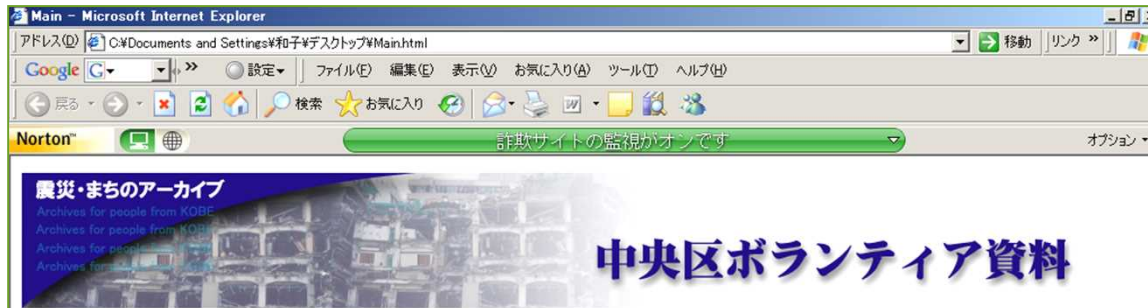 Main - Microsoft Internet Explorer
アドレス(D) C:¥Documents and Settings¥和子¥デスクトップ¥Main.html 移動 リンク »
Google G 設定 ファイル(F) 編集(E) 表示(V) お気に入り(A) ツール(T) ヘルプ(H)
戻る 検索 お気に入り
Norton 詐欺サイトの監視がオンです オプション
震災・まちのアーカイブ
Archives for people from KOBE
Archives for people from KOBE
Archives for people
Archives for
中央区ボランティア資料